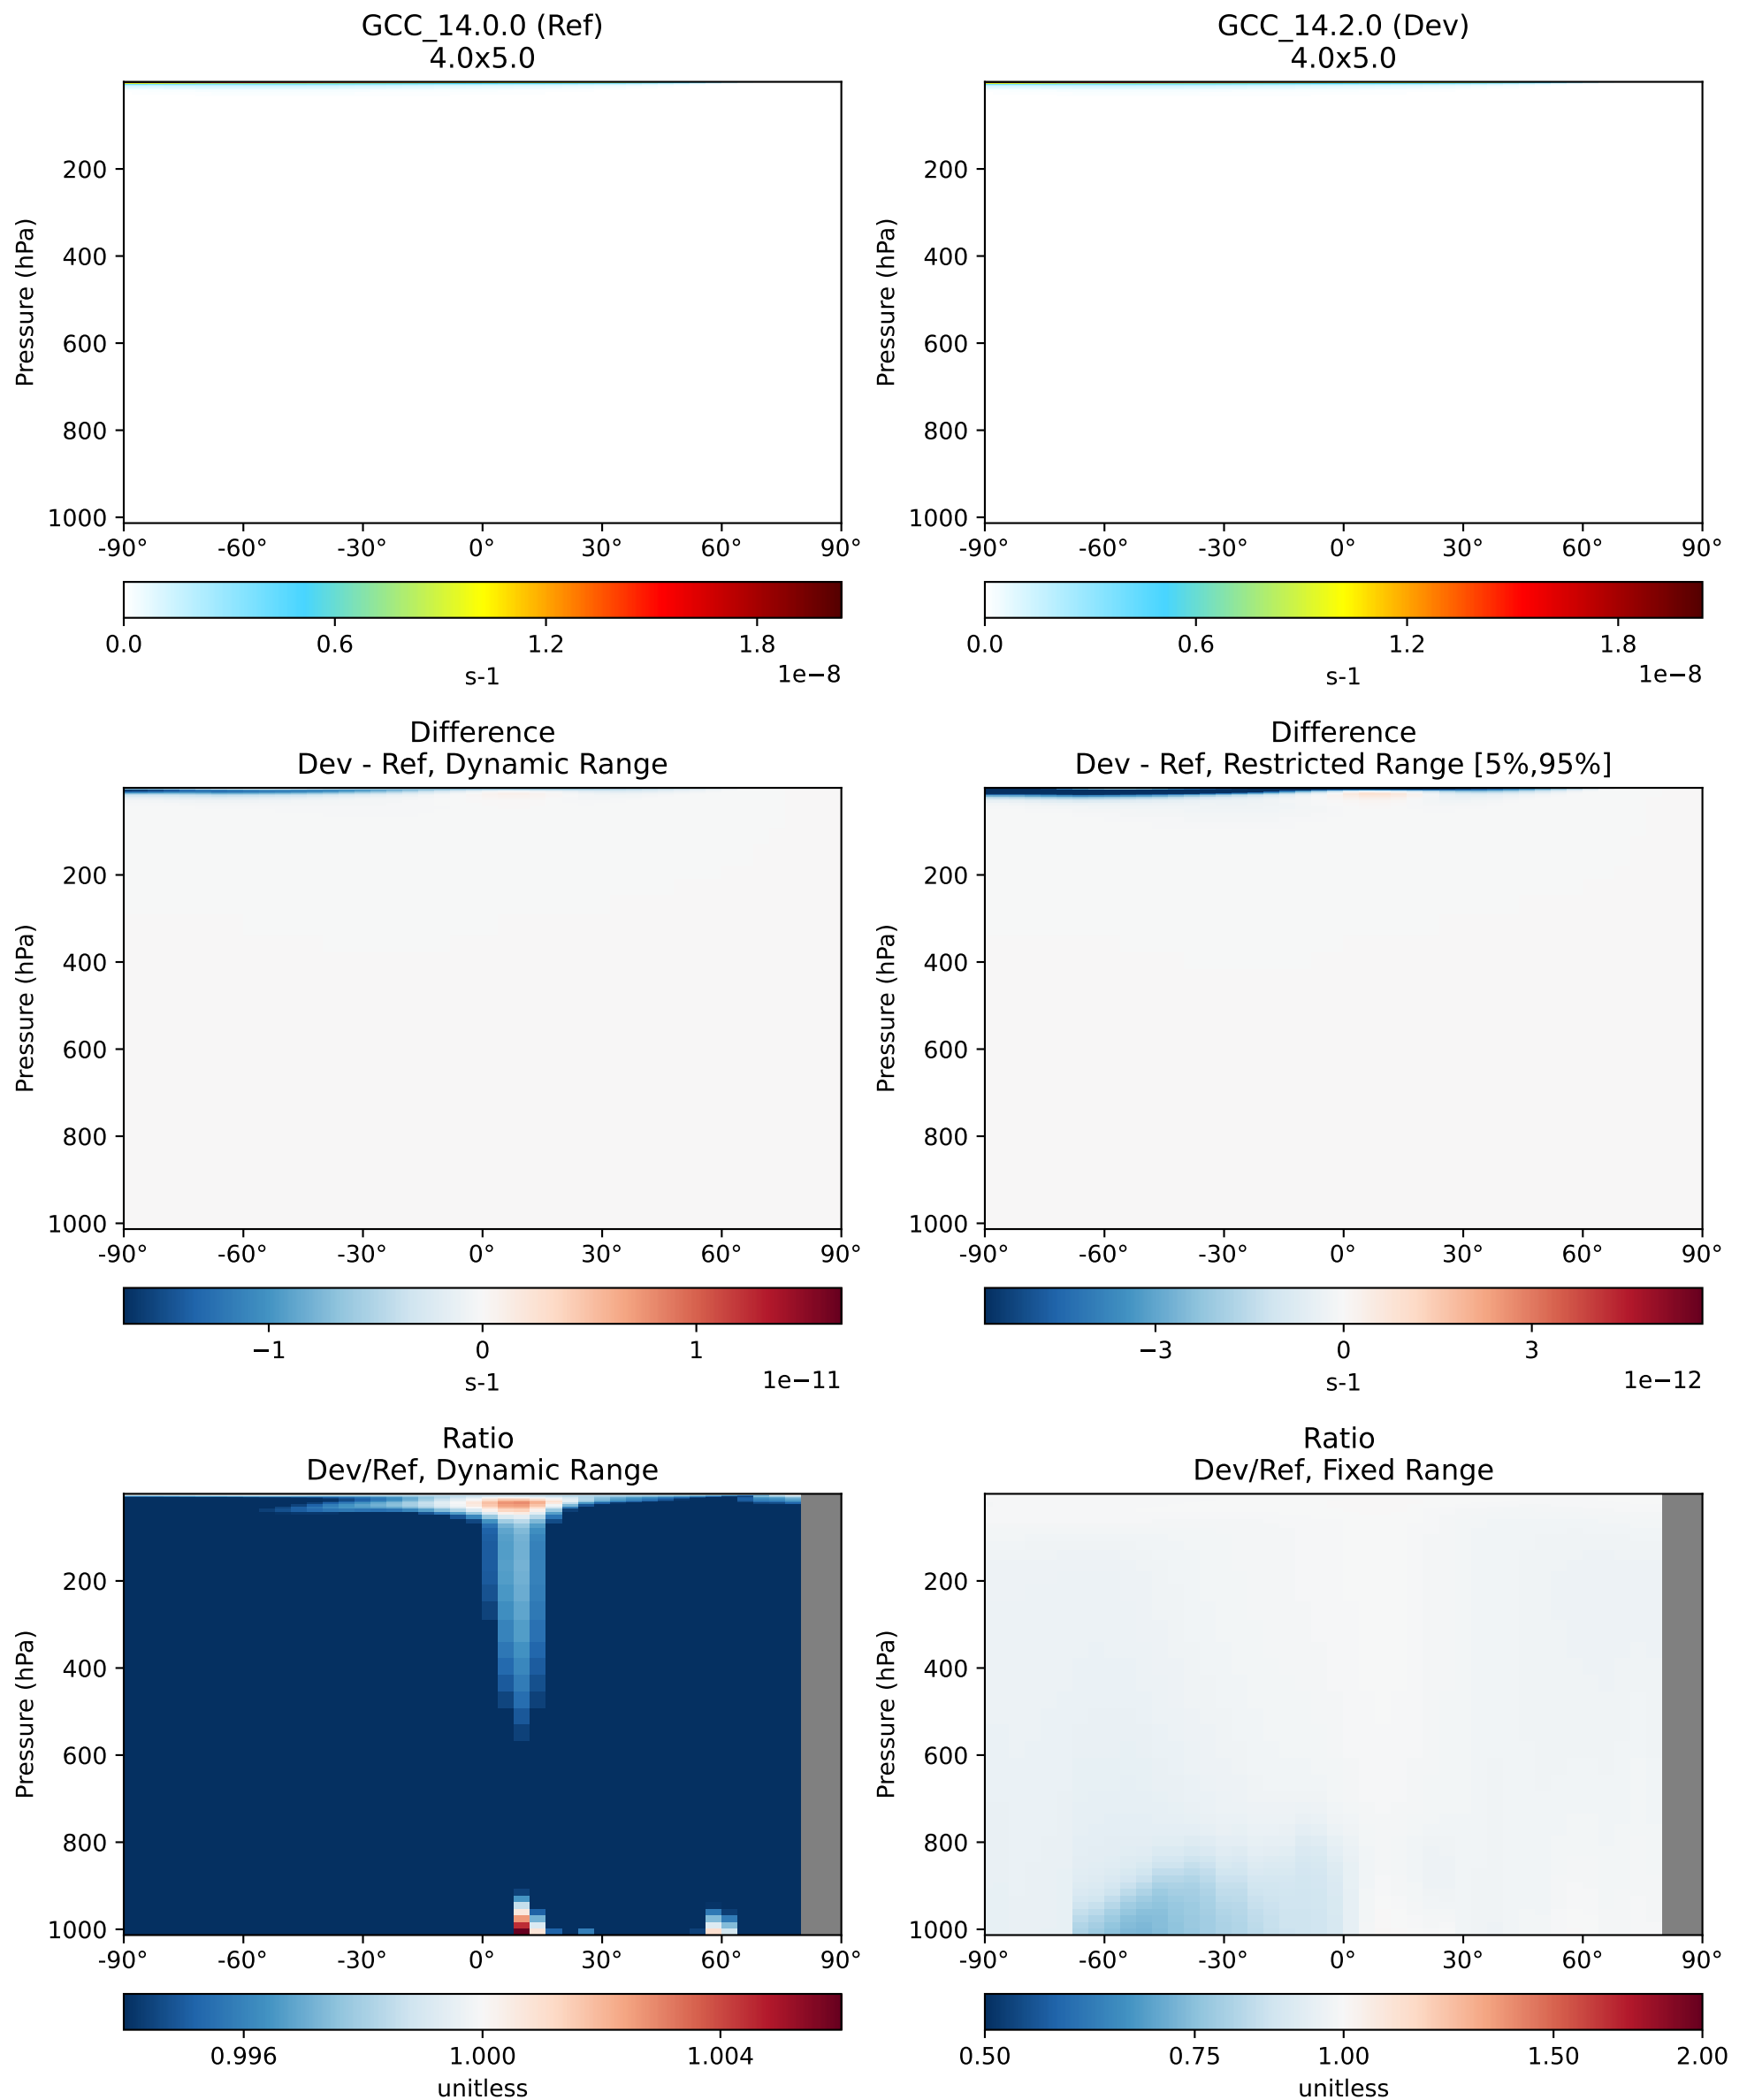 GCC_14.0.0 (Ref)
4.0x5.0
Pressure (hPa)
200
400
600
800
1000
-90° -60° -30° 0° 30° 60° 90°
0.0 0.6 1.2 1.8
1e−8
s-1
GCC_14.2.0 (Dev)
4.0x5.0
Pressure (hPa)
200
400
600
800
1000
-90° -60° -30° 0° 30° 60° 90°
0.0 0.6 1.2 1.8
1e−8
s-1
Difference
Dev - Ref, Dynamic Range
Pressure (hPa)
200
400
600
800
1000
-90° -60° -30° 0° 30° 60° 90°
−1 0 1
1e−11
s-1
Difference
Dev - Ref, Restricted Range [5%,95%]
Pressure (hPa)
200
400
600
800
1000
-90° -60° -30° 0° 30° 60° 90°
−3 0 3
1e−12
s-1
Ratio
Dev/Ref, Dynamic Range
Pressure (hPa)
200
400
600
800
1000
-90° -60° -30° 0° 30° 60° 90°
0.996 1.000 1.004
unitless
Ratio
Dev/Ref, Fixed Range
Pressure (hPa)
200
400
600
800
1000
-90° -60° -30° 0° 30° 60° 90°
0.50 0.75 1.00 1.50 2.00
unitless